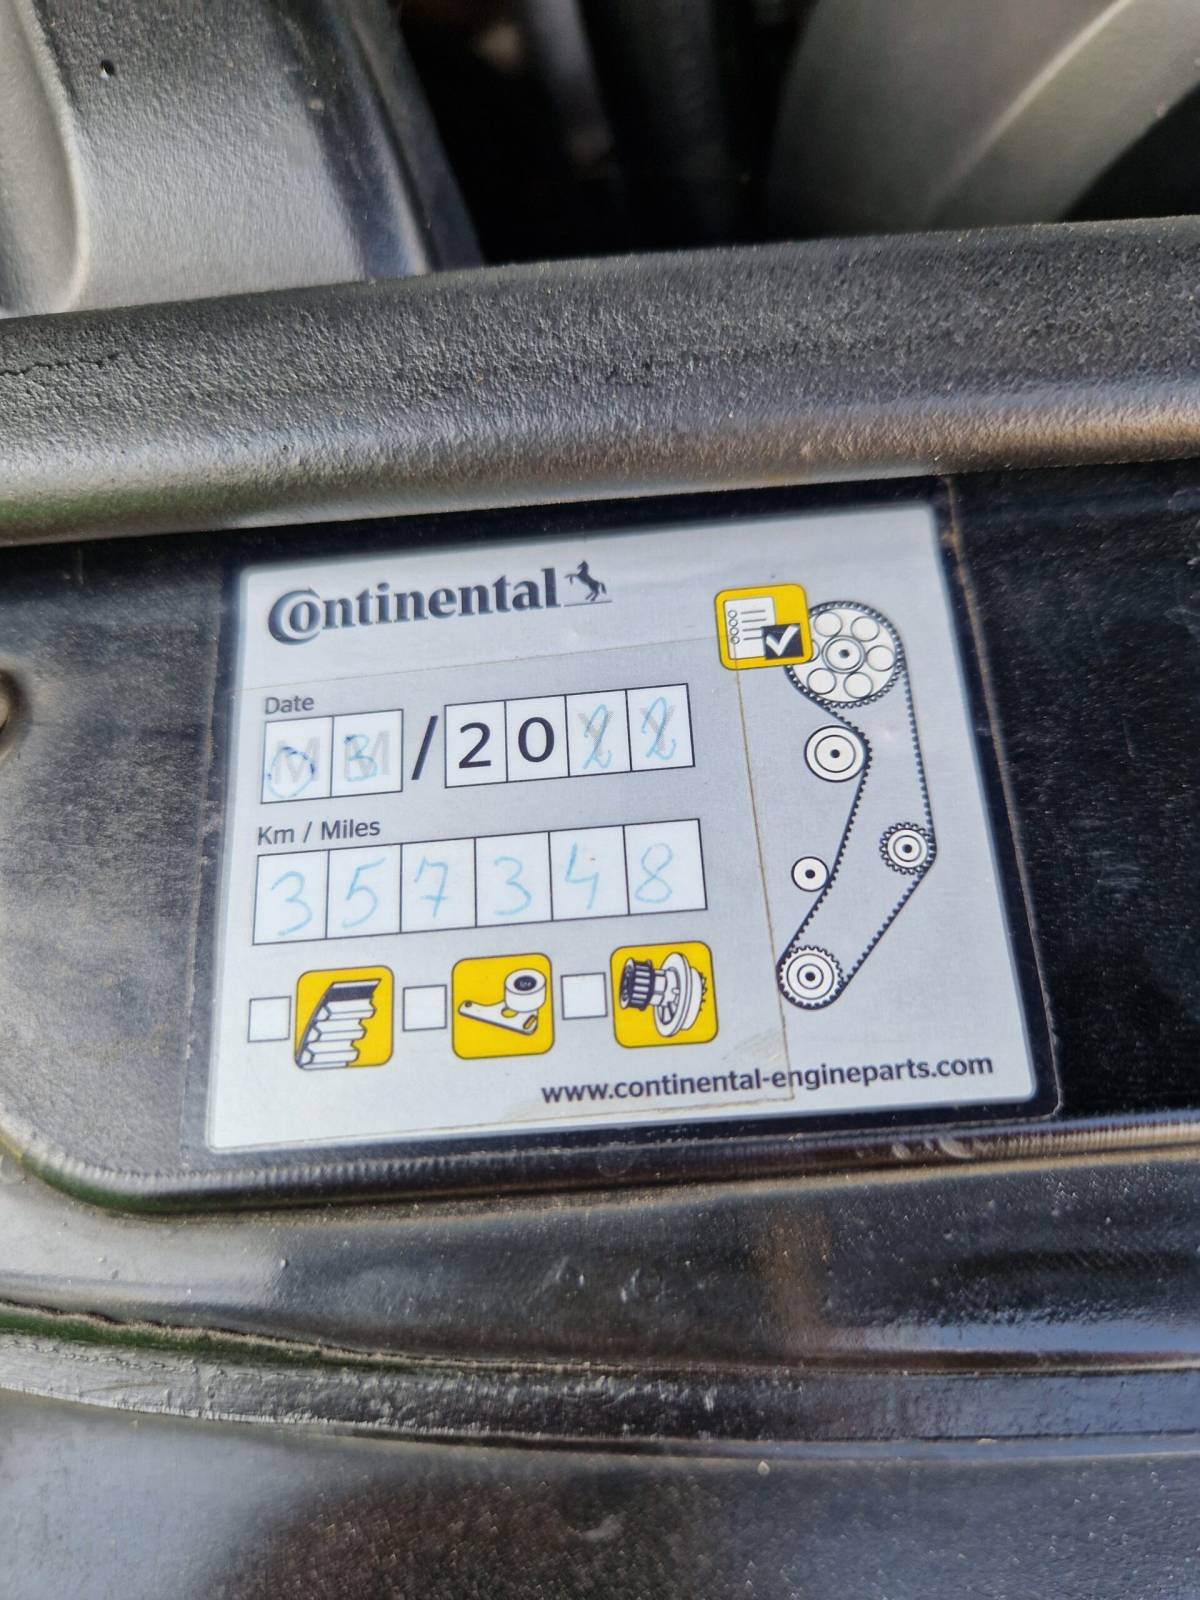 Continental
Date
03/2022
Km / Miles
357348
www.continental-engineparts.com